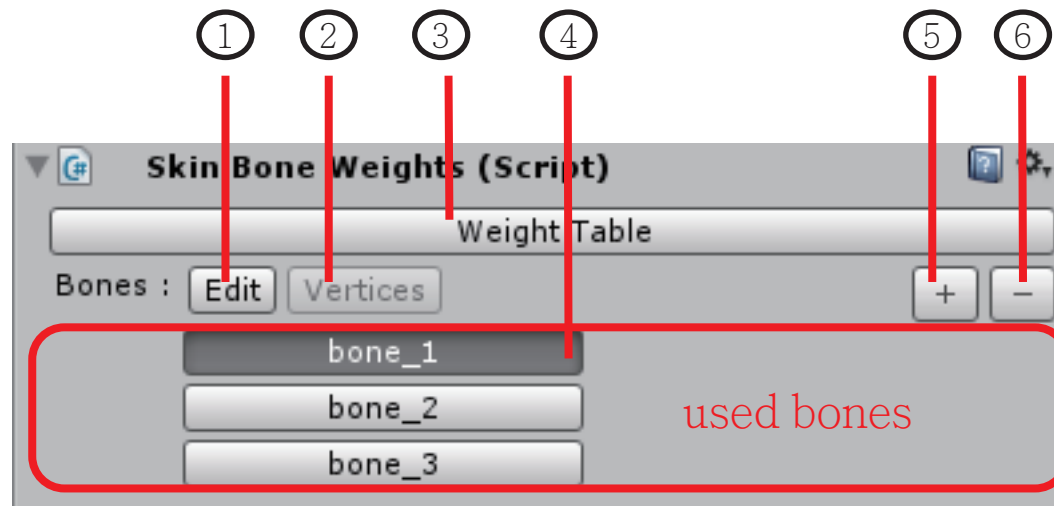 ① ② ③ ④ ⑤ ⑥
Skin Bone Weights (Script)
Weight Table
Bones : Edit Vertices + −
bone_1
bone_2
used bones
bone_3